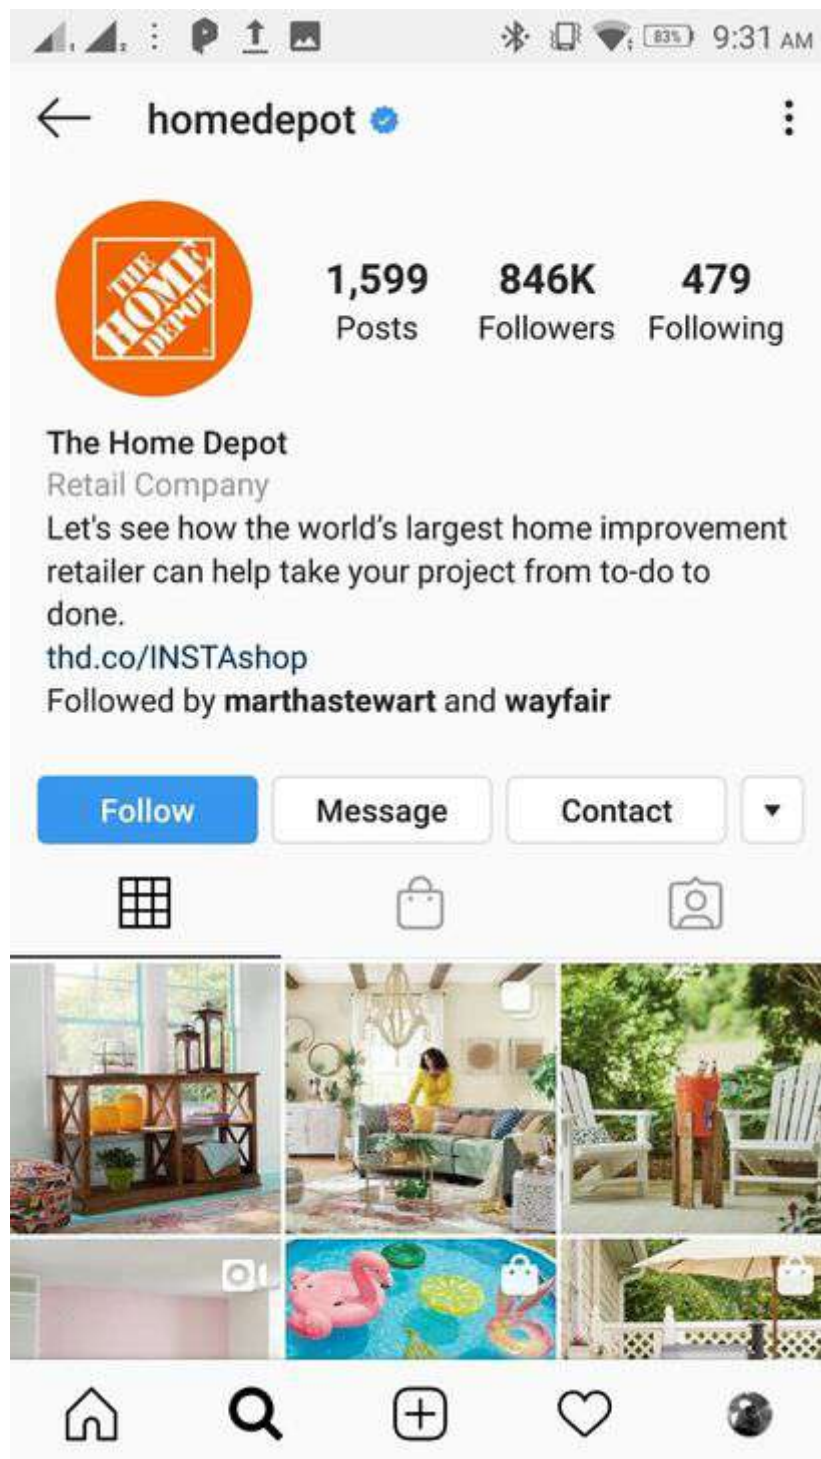 1 2 83% 9:31 AM
homedepot
THE
HOME
DEPOT
1,599 846K 479
Posts Followers Following
The Home Depot
Retail Company
Let's see how the world’s largest home improvement
retailer can help take your project from to-do to
done.
thd.co/INSTAshop
Followed by marthastewart and wayfair
Follow Message Contact